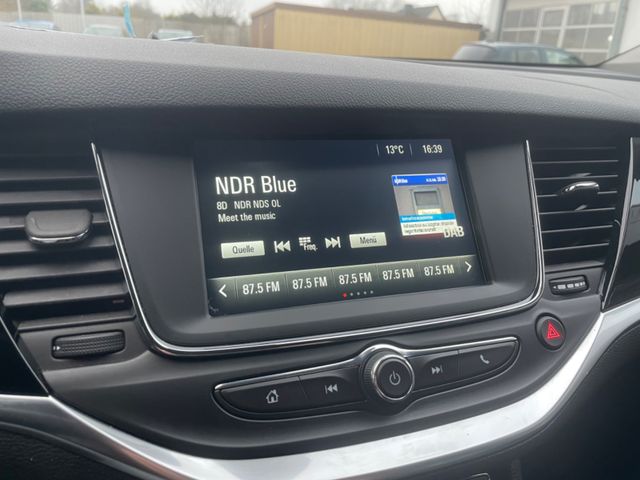 13°C 16:39
NDR Blue
8D NDR NDS OL
Meet the music
Quelle Freq. Menü
DAB
87.5 FM 87.5 FM 87.5 FM 87.5 FM 87.5 FM